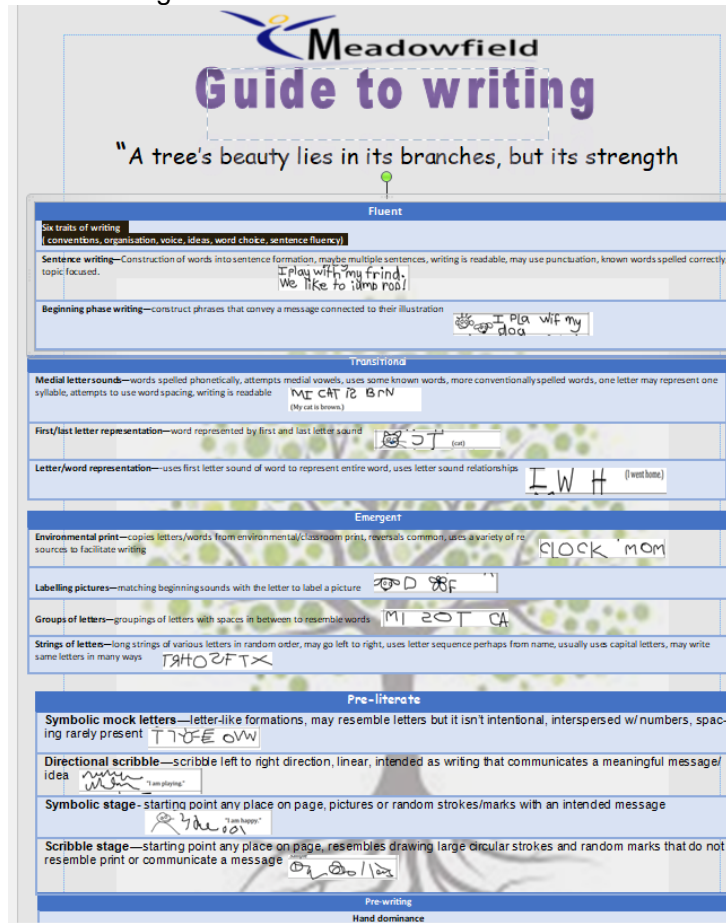 Meadowfield
Guide to writing
"A tree's beauty lies in its branches, but its strength
Fluent
Six traits of writing
( conventions, organisation, voice, ideas, word choice, sentence fluency)
Sentence writing—Construction of words into sentence formation, maybe multiple sentences, writing is readable, may use punctuation, known words spelled correctly,
topic focused.
I play with my frind.
We like to jump rop!
Beginning phase writing—construct phrases that convey a message connected to their illustration
I Pla wif my
dog
Transitional
Medial letter sounds—words spelled phonetically, attempts medial vowels, uses some known words, more conventionally spelled words, one letter may represent one
syllable, attempts to use word spacing, writing is readable
MI CAT IZ BrN
(My cat is brown.)
First/last letter representation—word represented by first and last letter sound
(cat)
Letter/word representation—uses first letter sound of word to represent entire word, uses letter sound relationships
I W H
(I went home.)
Emergent
Environmental print—copies letters/words from environmental/classroom print, reversals common, uses a variety of re
sources to facilitate writing
CLOCK MOM
Labelling pictures—matching beginning sounds with the letter to label a picture
D F
Groups of letters—groupings of letters with spaces in between to resemble words
MI SOT CA
Strings of letters—long strings of various letters in random order, may go left to right, uses letter sequence perhaps from name, usually uses capital letters, may write
same letters in many ways
Pre-literate
Symbolic mock letters—letter-like formations, may resemble letters but it isn't intentional, interspersed w/ numbers, spac-
ing rarely present
Directional scribble—scribble left to right direction, linear, intended as writing that communicates a meaningful message/
idea
"I am playing."
Symbolic stage- starting point any place on page, pictures or random strokes/marks with an intended message
"I am happy."
Scribble stage—starting point any place on page, resembles drawing large circular strokes and random marks that do not
resemble print or communicate a message
Pre-writing
Hand dominance